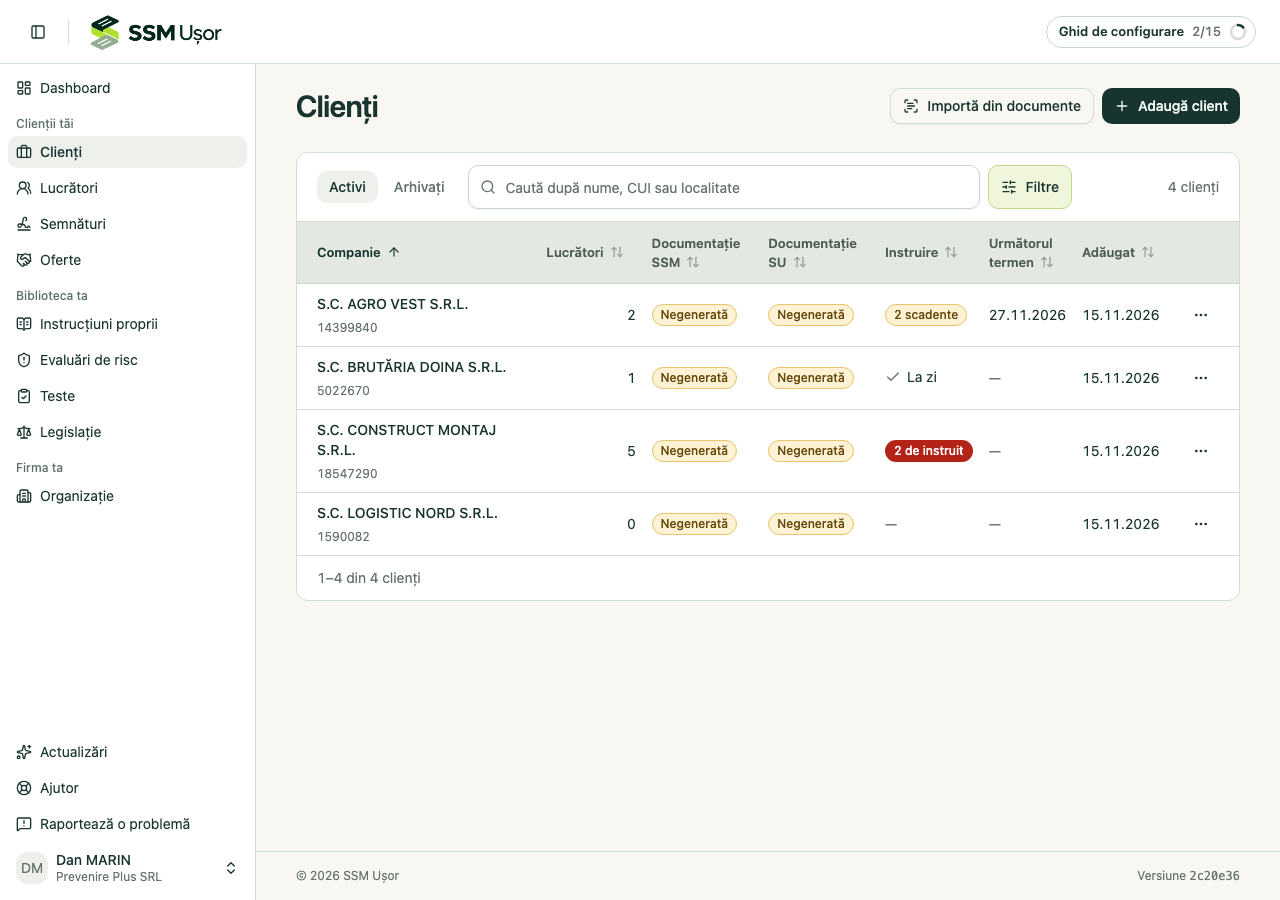 SSM Ușor
Ghid de configurare 2/15
Dashboard
Clienții tăi
Clienți
Lucrători
Semnături
Oferte
Biblioteca ta
Instrucțiuni proprii
Evaluări de risc
Teste
Legislație
Firma ta
Organizație
Actualizări
Ajutor
Raportează o problemă
DM
Dan MARIN
Prevenire Plus SRL
Clienți
Importă din documente
Adaugă client
Activi
Arhivați
Caută după nume, CUI sau localitate
Filtre
4 clienți
Companie
Lucrători
Documentație
SSM
Documentație
SU
Instruire
Următorul
termen
Adăugat
S.C. AGRO VEST S.R.L.
14399840
2
Negenerată
Negenerată
2 scadente
27.11.2026
15.11.2026
S.C. BRUTĂRIA DOINA S.R.L.
5022670
1
Negenerată
Negenerată
La zi
—
15.11.2026
S.C. CONSTRUCT MONTAJ
S.R.L.
18547290
5
Negenerată
Negenerată
2 de instruit
—
15.11.2026
S.C. LOGISTIC NORD S.R.L.
1590082
0
Negenerată
Negenerată
—
—
15.11.2026
1–4 din 4 clienți
© 2026 SSM Ușor
Versiune 2c20e36